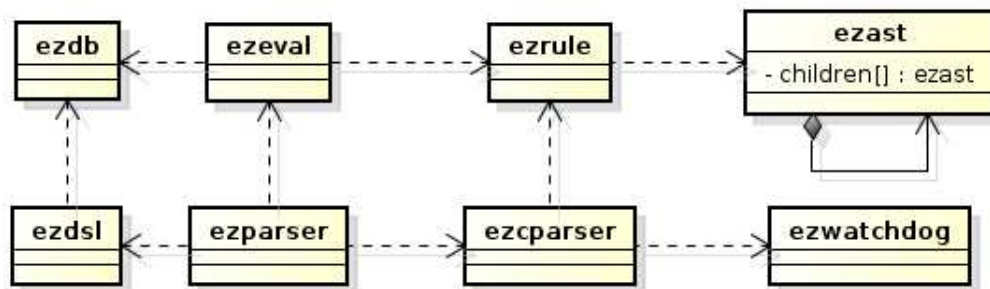 ezdb
ezeval
ezrule
ezast
- children[] : ezast
ezdsl
ezparser
ezcparser
ezwatchdog